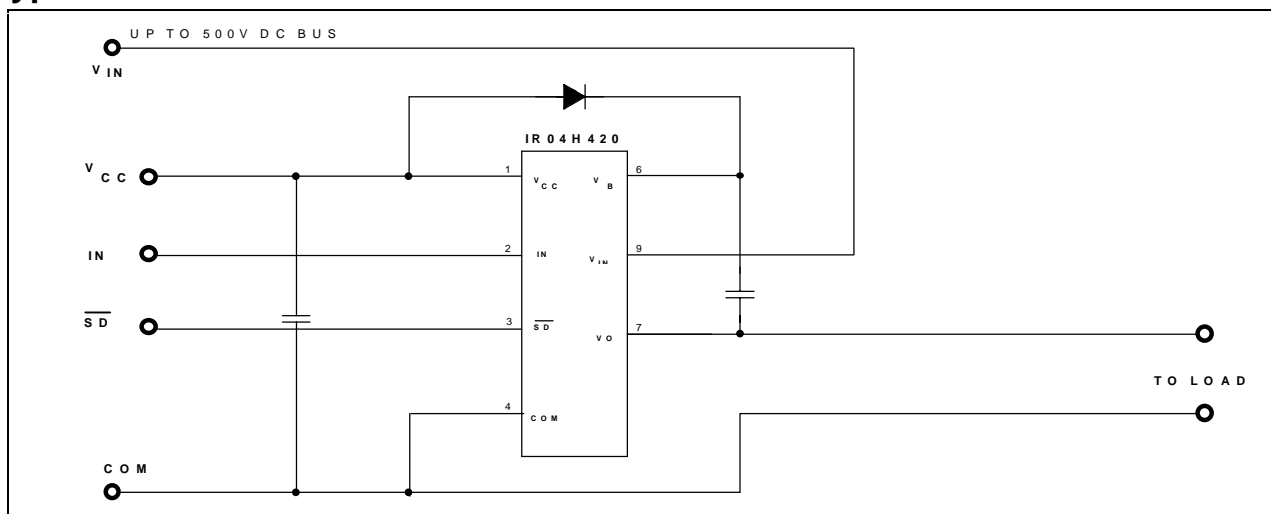 UP TO 500V DC BUS
VIN
IR04H420
VCC
1
VCC
VB
6
IN
2
IN
VIN
9
SD
3
SD
VO
7
TO LOAD
4
COM
COM